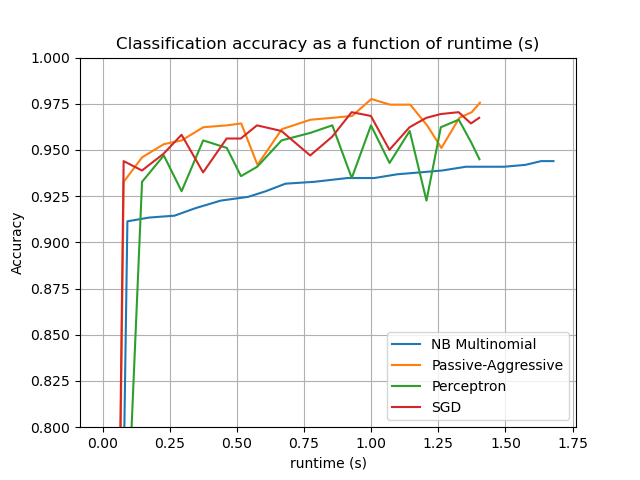 Classification accuracy as a function of runtime (s)
1.000
0.975
0.950
0.925
0.900
0.875
0.850
0.825
0.800
Accuracy
NB Multinomial
Passive-Aggressive
Perceptron
SGD
0.00 0.25 0.50 0.75 1.00 1.25 1.50 1.75
runtime (s)